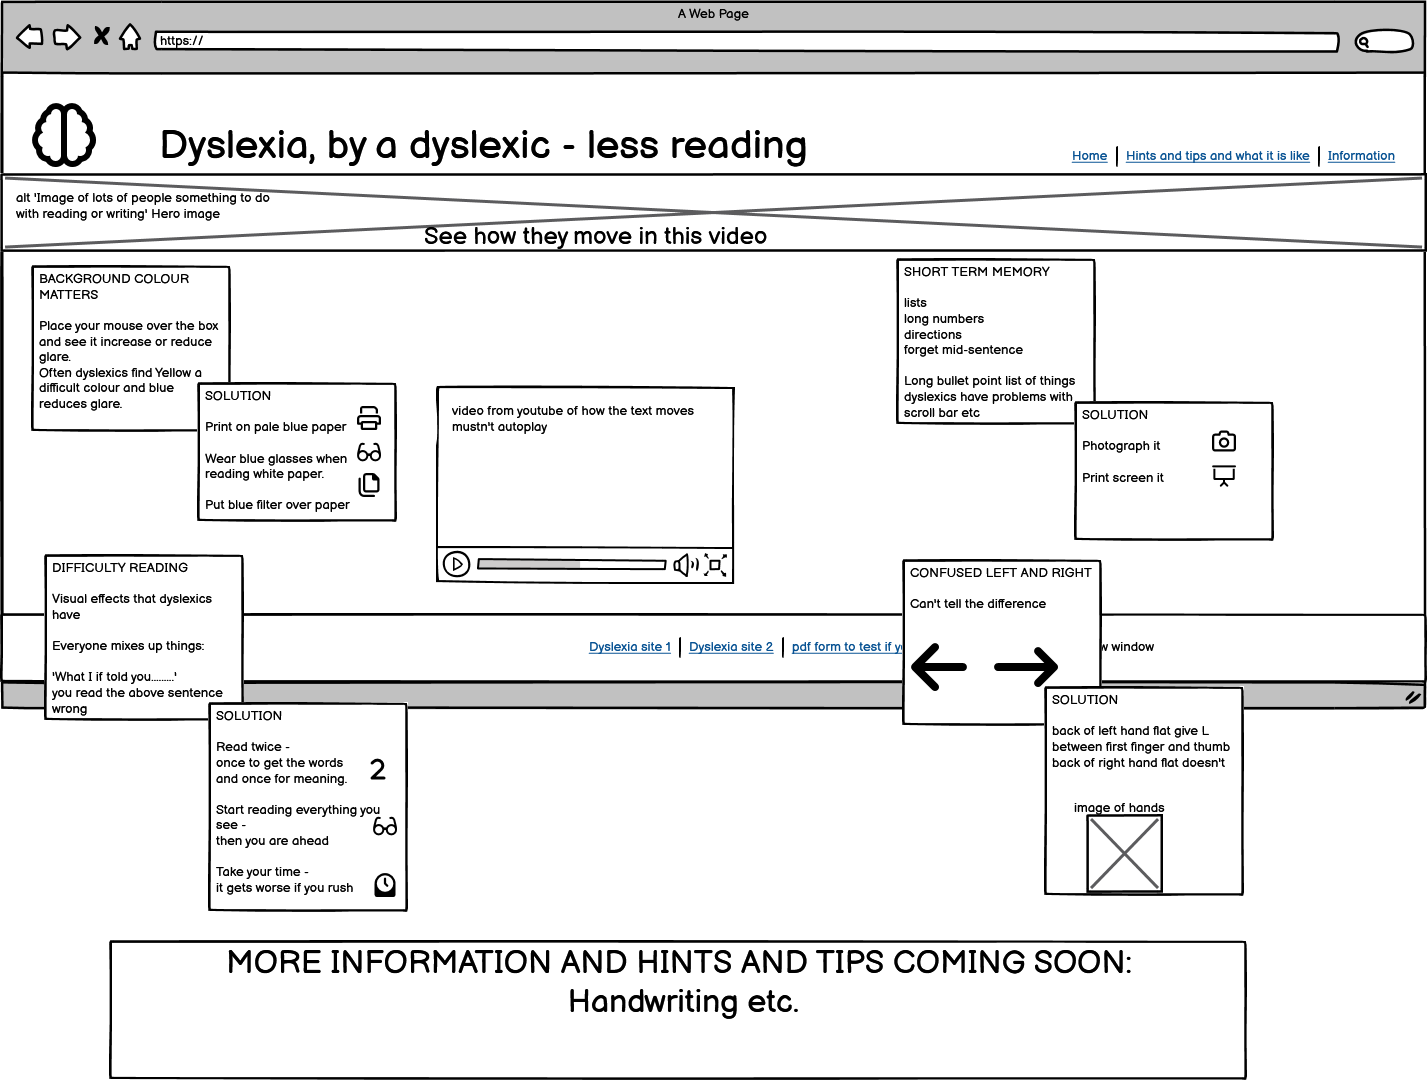 A Web Page
https://
Dyslexia, by a dyslexic - less reading
Home
Hints and tips and what it is like
Information
alt 'Image of lots of people something to do
with reading or writing' Hero image
See how they move in this video
BACKGROUND COLOUR
MATTERS
Place your mouse over the box
and see it increase or reduce
glare.
Often dyslexics find Yellow a
difficult colour and blue
reduces glare.
SOLUTION
Print on pale blue paper
Wear blue glasses when
reading white paper.
Put blue filter over paper
video from youtube of how the text moves
mustn't autoplay
SHORT TERM MEMORY
lists
long numbers
directions
forget mid-sentence
Long bullet point list of things
dyslexics have problems with
scroll bar etc
SOLUTION
Photograph it
Print screen it
DIFFICULTY READING
Visual effects that dyslexics
have
Everyone mixes up things:
'What I if told you.........'
you read the above sentence
wrong
SOLUTION
Read twice -
once to get the words
and once for meaning.
2
Start reading everything you
see -
then you are ahead
Take your time -
it gets worse if you rush
Dyslexia site 1
Dyslexia site 2
pdf form to test if
window
CONFUSED LEFT AND RIGHT
Can't tell the difference
SOLUTION
back of left hand flat give L
between first finger and thumb
back of right hand flat doesn't
image of hands
MORE INFORMATION AND HINTS AND TIPS COMING SOON:
Handwriting etc.